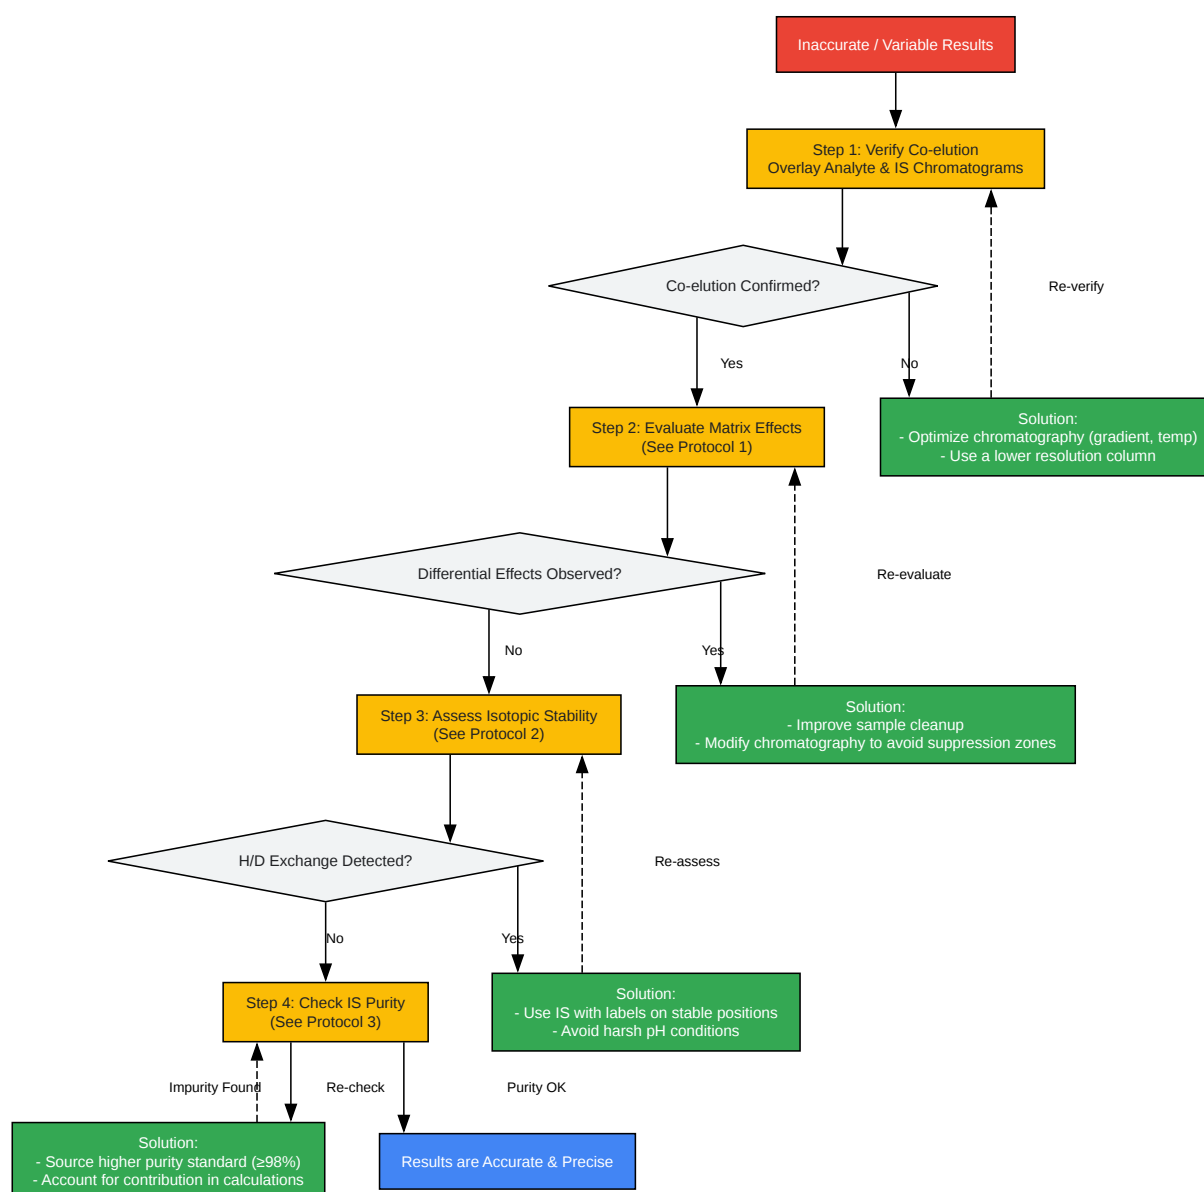 Inaccurate / Variable Results
Step 1: Verify Co-elution
Overlay Analyte & IS Chromatograms
Co-elution Confirmed?
Re-verify
Yes
No
Solution:
- Optimize chromatography (gradient, temp)
- Use a lower resolution column
Step 2: Evaluate Matrix Effects
(See Protocol 1)
Differential Effects Observed?
Re-evaluate
No
Yes
Solution:
- Improve sample cleanup
- Modify chromatography to avoid suppression zones
Step 3: Assess Isotopic Stability
(See Protocol 2)
H/D Exchange Detected?
Re-assess
No
Yes
Solution:
- Use IS with labels on stable positions
- Avoid harsh pH conditions
Step 4: Check IS Purity
(See Protocol 3)
Impurity Found
Re-check
Purity OK
Solution:
- Source higher purity standard (≥98%)
- Account for contribution in calculations
Results are Accurate & Precise